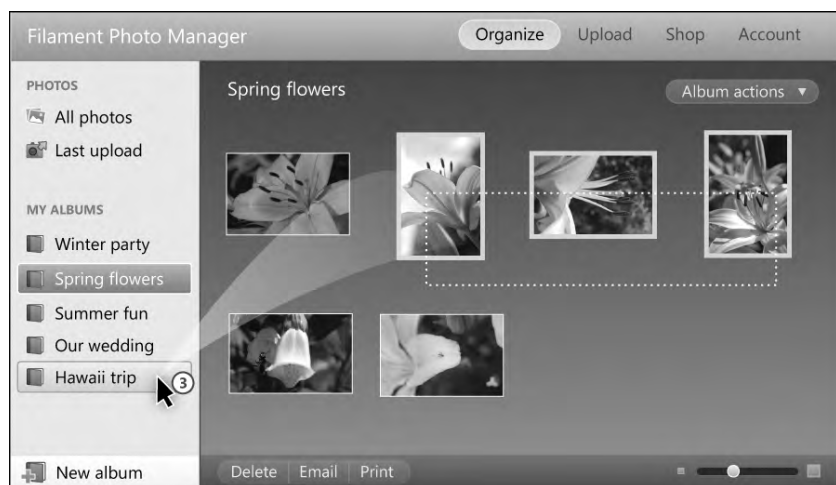 Filament Photo Manager
Organize Upload Shop Account
PHOTOS
All photos
Last upload
MY ALBUMS
Winter party
Spring flowers
Summer fun
Our wedding
Hawaii trip
3
New album
Spring flowers
Album actions
Delete Email Print